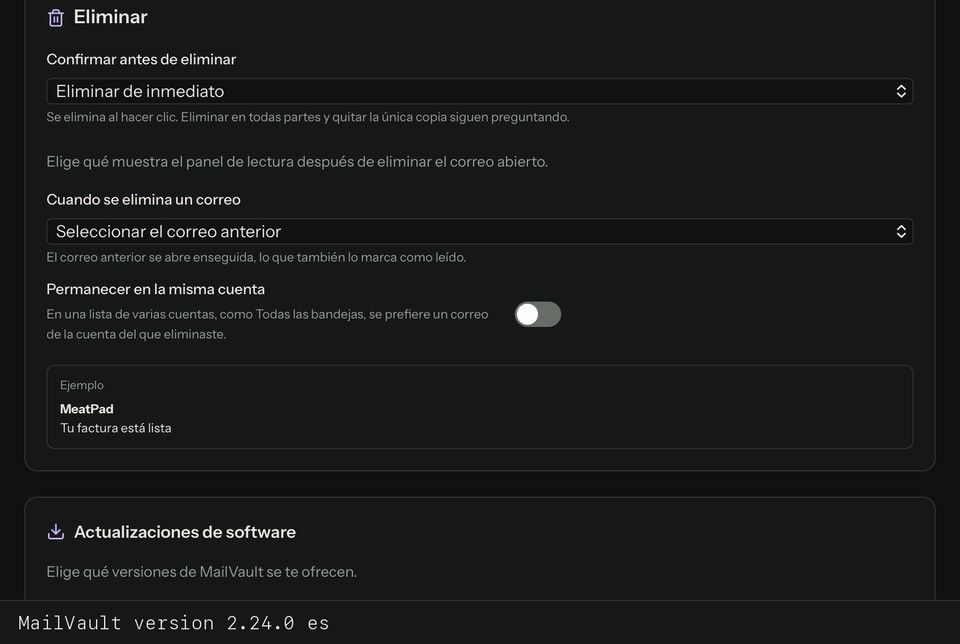 Eliminar
Confirmar antes de eliminar
Eliminar de inmediato
Se elimina al hacer clic. Eliminar en todas partes y quitar la única copia siguen preguntando.
Elige qué muestra el panel de lectura después de eliminar el correo abierto.
Cuando se elimina un correo
Seleccionar el correo anterior
El correo anterior se abre enseguida, lo que también lo marca como leído.
Permanecer en la misma cuenta
En una lista de varias cuentas, como Todas las bandejas, se prefiere un correo
de la cuenta del que eliminaste.
Ejemplo
MeatPad
Tu factura está lista
Actualizaciones de software
Elige qué versiones de MailVault se te ofrecen.
MailVault version 2.24.0 es